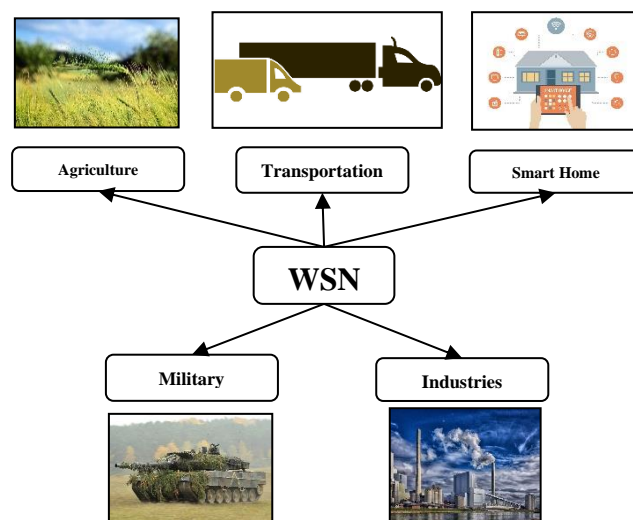 Agriculture
Transportation
Smart Home
WSN
Military
Industries